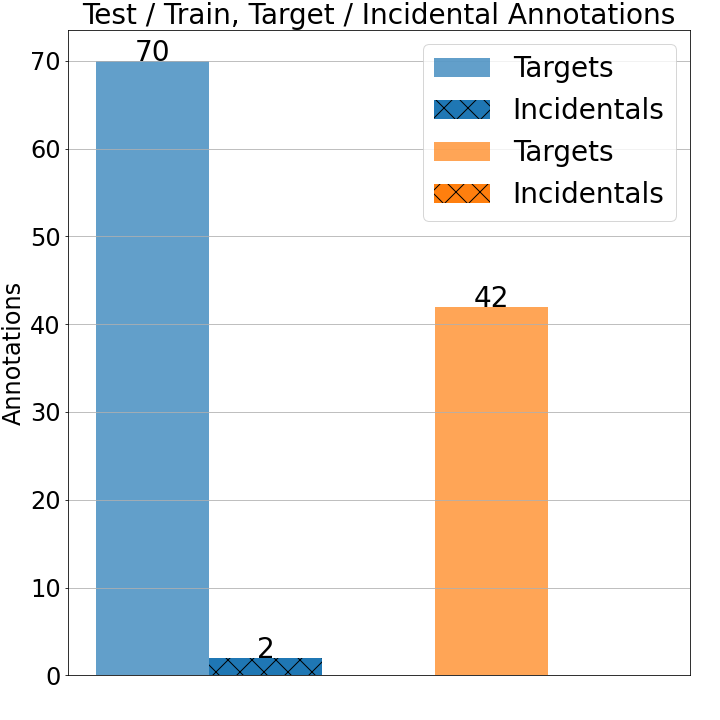 Test / Train, Target / Incidental Annotations
Annotations
70
60
50
40
30
20
10
0
70
2
42
Targets
Incidentals
Targets
Incidentals